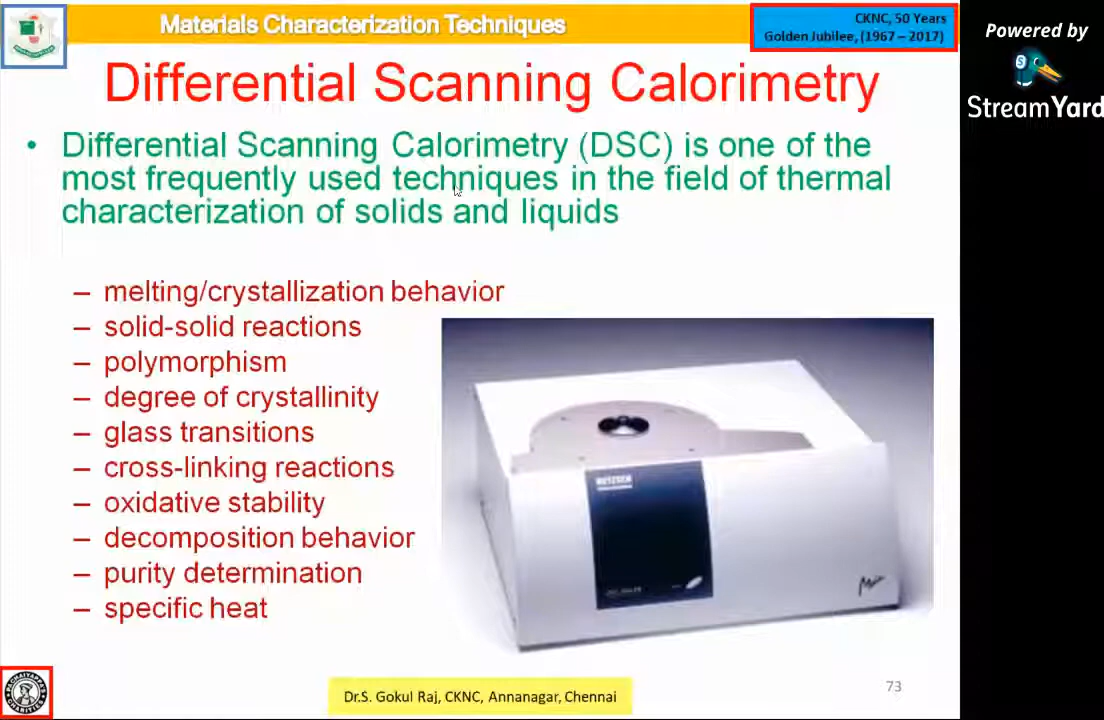 Materials Characterization Techniques
CKNC, 50 Years
Golden Jubilee, (1967 – 2017)
Powered by
StreamYard
Differential Scanning Calorimetry
• Differential Scanning Calorimetry (DSC) is one of the
most frequently used techniques in the field of thermal
characterization of solids and liquids
– melting/crystallization behavior
– solid-solid reactions
– polymorphism
– degree of crystallinity
– glass transitions
– cross-linking reactions
– oxidative stability
– decomposition behavior
– purity determination
– specific heat
NETZSCH
Dr.S. Gokul Raj, CKNC, Annanagar, Chennai
73